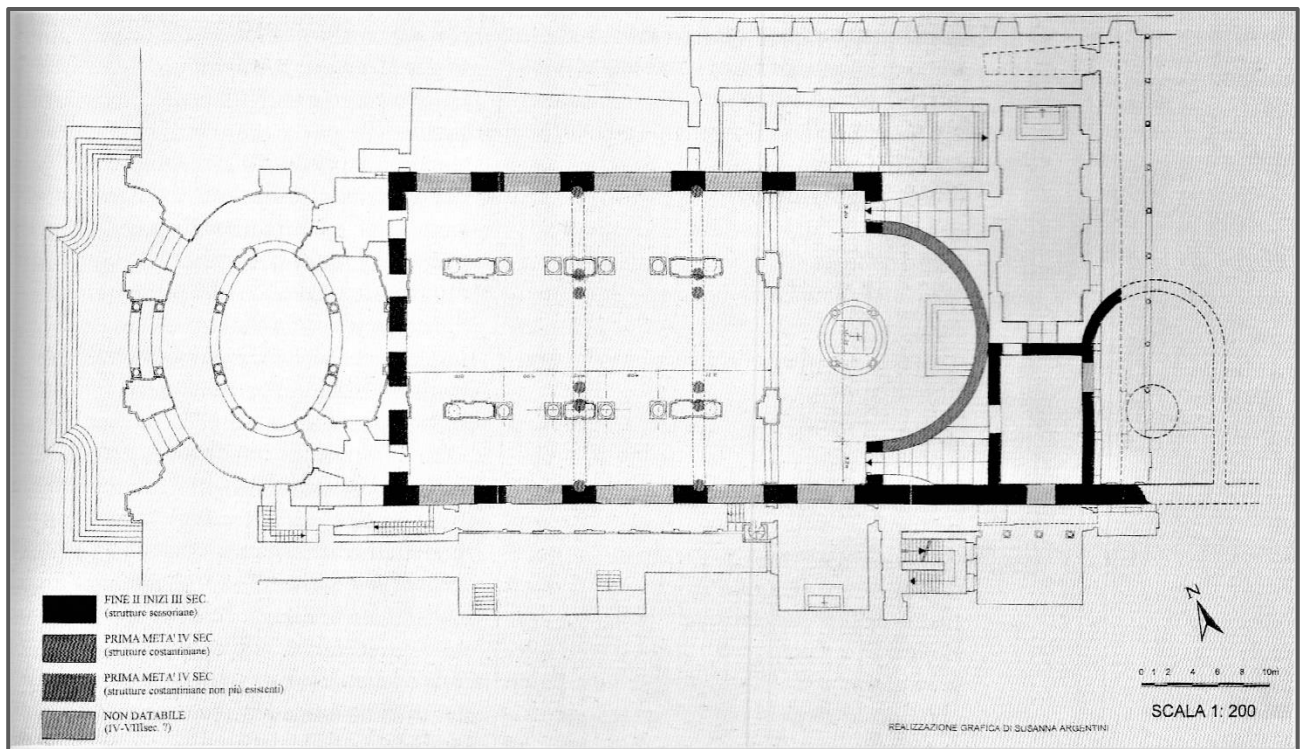 FINE II INIZI III SEC.
(strutture sessoriane)
PRIMA META' IV SEC
(strutture costantiniane)
PRIMA META' IV SEC
(strutture costantiniane non più esistenti)
NON DATABILE
(IV-VIIIsec. ?)
N
0 1 2 4 6 8 10m
SCALA 1: 200
REALIZZAZIONE GRAFICA DI SUSANNA ARGENTINI